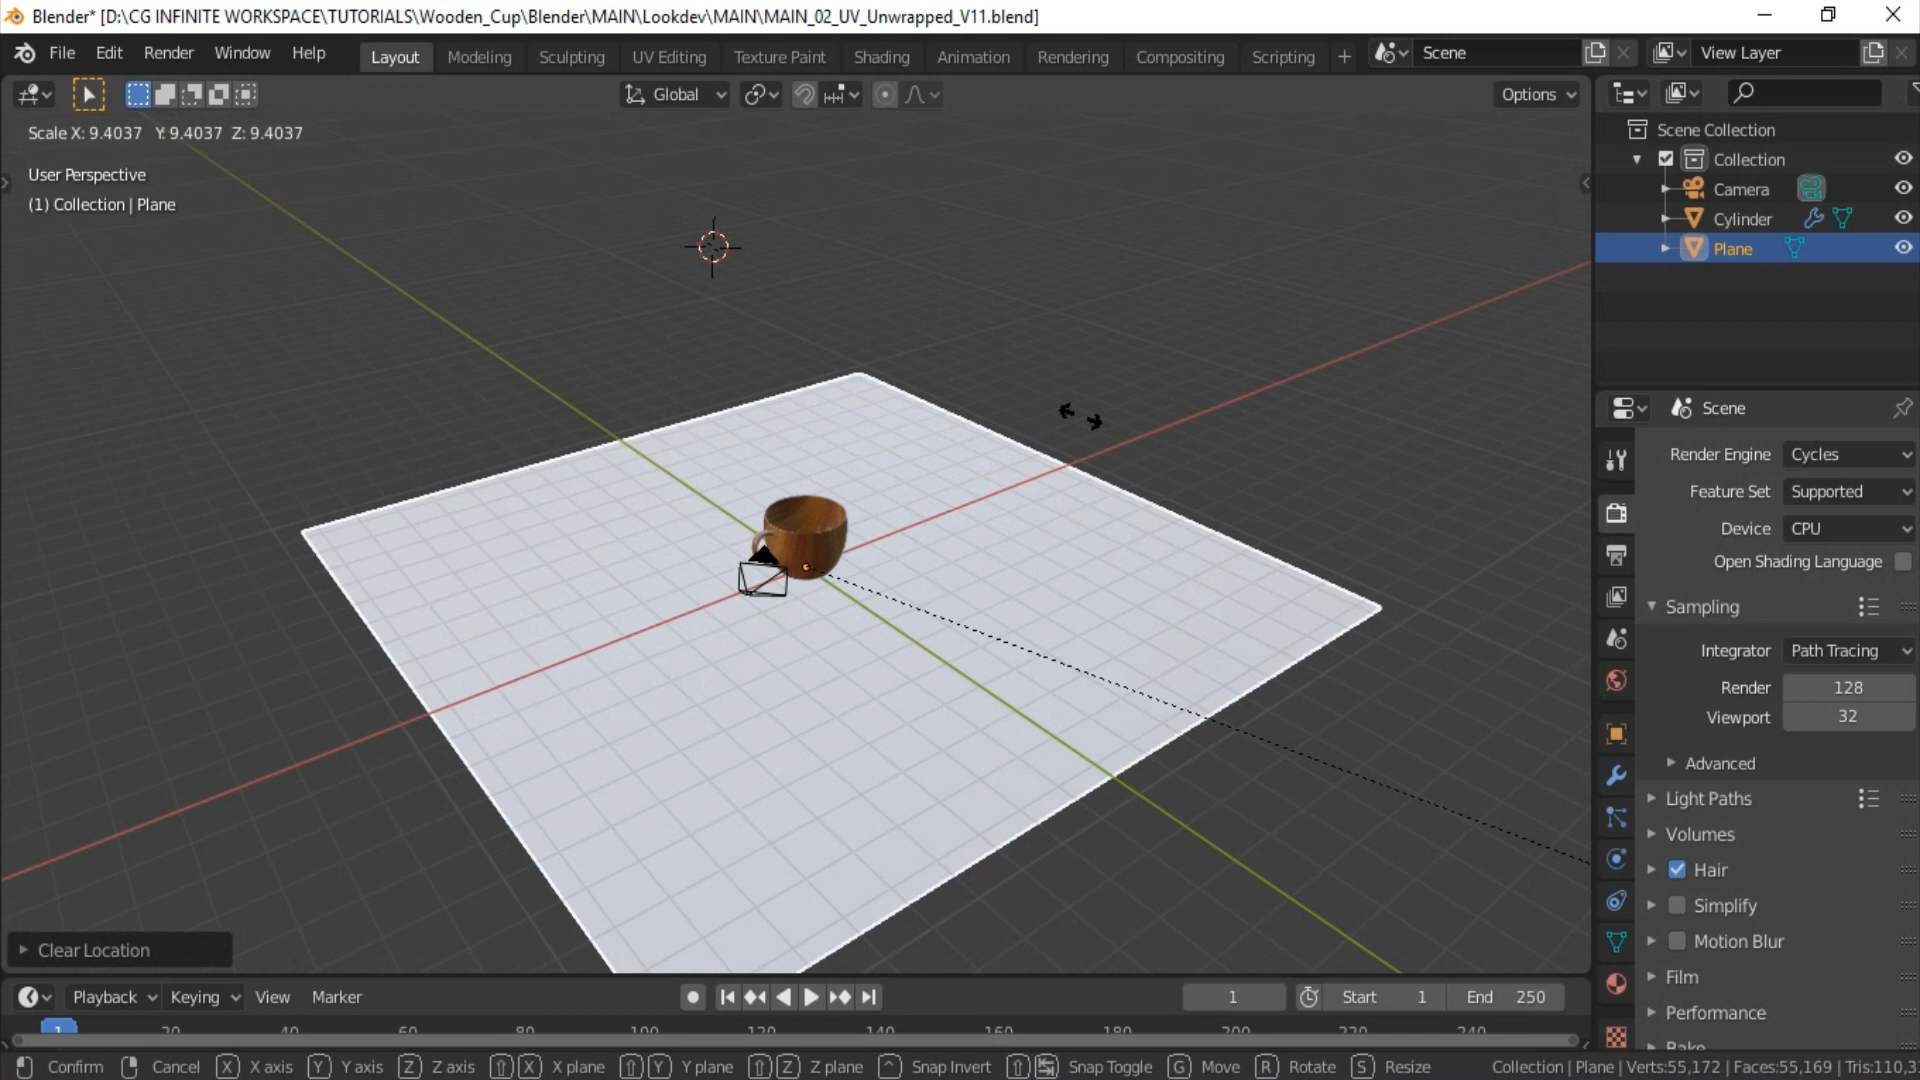 Blender* [D:\CG INFINITE WORKSPACE\TUTORIALS\Wooden_Cup\Blender\MAIN\Lookdev\MAIN\MAIN_02_UV_Unwrapped_V11.blend]
File Edit Render Window Help Layout Modeling Sculpting UV Editing Texture Paint Shading Animation Rendering Compositing Scripting + Scene View Layer
Global Options
Scale X: 9.4037 Y: 9.4037 Z: 9.4037
User Perspective
(1) Collection | Plane
Scene Collection
Collection
Camera
Cylinder
Plane
Scene
Render Engine Cycles
Feature Set Supported
Device CPU
Open Shading Language
Sampling
Integrator Path Tracing
Render 128
Viewport 32
Advanced
Light Paths
Volumes
Hair
Simplify
Motion Blur
Film
Performance
Bake
Clear Location
Playback Keying View Marker 1 Start 1 End 250
1 20 40 60 80 100 120 140 160 180 200 220 240
Confirm Cancel X X axis Y Y axis Z Z axis X X plane Y Y plane Z Z plane Snap Invert Snap Toggle G Move R Rotate S Resize Collection | Plane | Verts:55,172 | Faces:55,169 | Tris:110,3